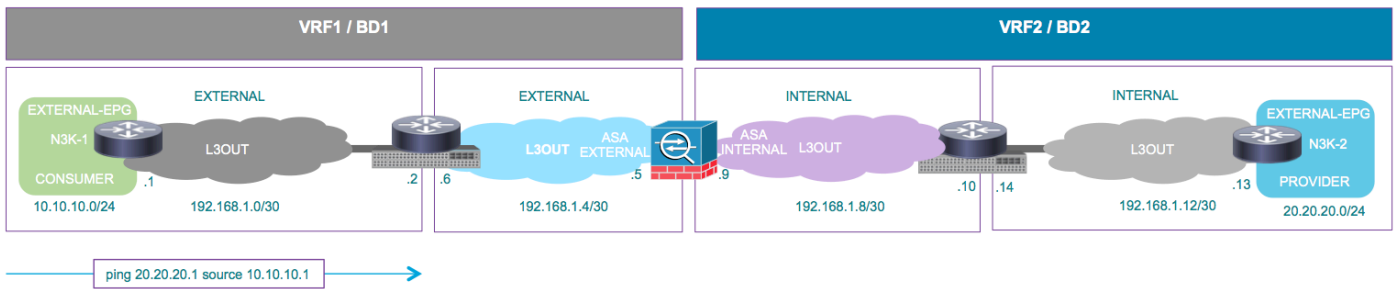 VRF1 / BD1
VRF2 / BD2
EXTERNAL
EXTERNAL
INTERNAL
INTERNAL
EXTERNAL-EPG
N3K-1
CONSUMER
L3OUT
.1
.2
.6
L3OUT
ASA
EXTERNAL
.5
ASA
INTERNAL
L3OUT
.9
.10
.14
L3OUT
.13
EXTERNAL-EPG
N3K-2
PROVIDER
10.10.10.0/24
192.168.1.0/30
192.168.1.4/30
192.168.1.8/30
192.168.1.12/30
20.20.20.0/24
ping 20.20.20.1 source 10.10.10.1